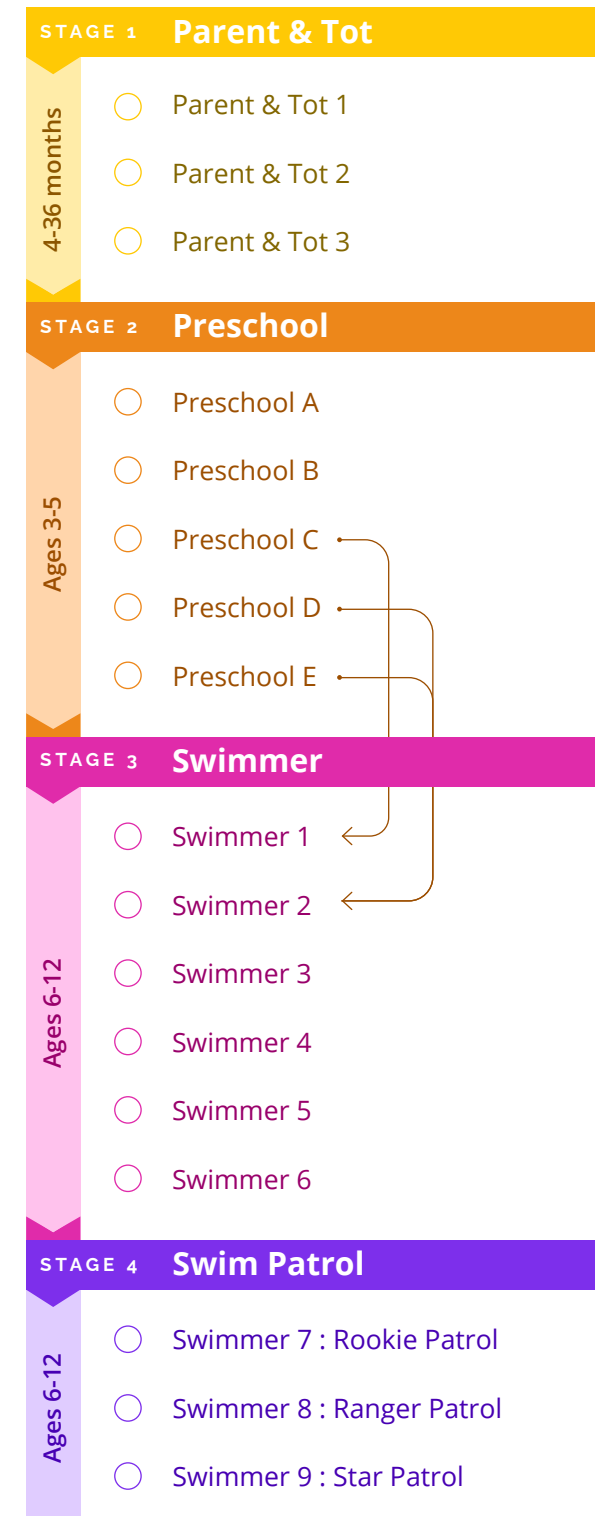 STAGE 1 Parent & Tot
4-36 months
Parent & Tot 1
Parent & Tot 2
Parent & Tot 3
STAGE 2 Preschool
Ages 3-5
Preschool A
Preschool B
Preschool C
Preschool D
Preschool E
STAGE 3 Swimmer
Ages 6-12
Swimmer 1
Swimmer 2
Swimmer 3
Swimmer 4
Swimmer 5
Swimmer 6
STAGE 4 Swim Patrol
Ages 6-12
Swimmer 7 : Rookie Patrol
Swimmer 8 : Ranger Patrol
Swimmer 9 : Star Patrol